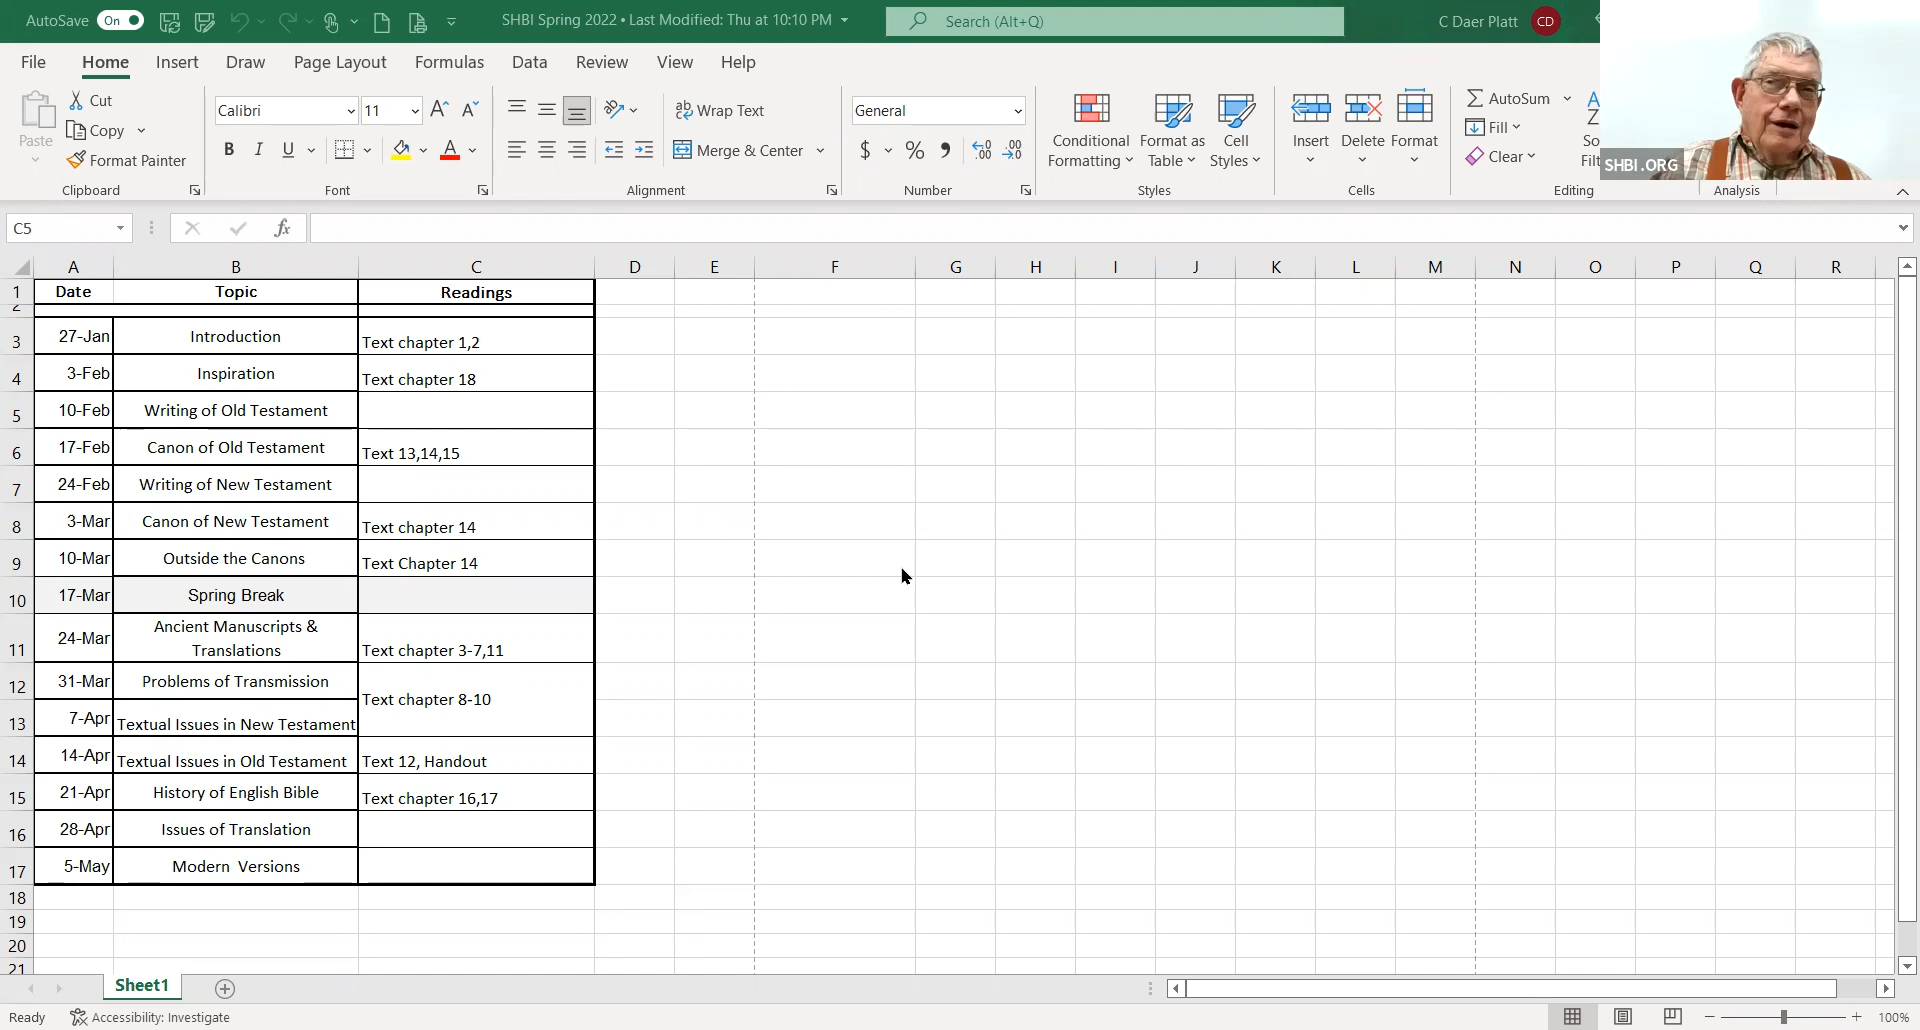 AutoSave On SHBI Spring 2022 • Last Modified: Thu at 10:10 PM Search (Alt+Q) C Daer Platt CD
File Home Insert Draw Page Layout Formulas Data Review View Help
Paste Cut Copy Format Painter
Clipboard
Calibri 11 A^ A
B I U A
Font
Wrap Text
Merge & Center
Alignment
General
$ % , .00
Number
Conditional Formatting
Format as Table
Cell Styles
Styles
Insert Delete Format
Cells
AutoSum
Fill
Clear
Editing
Analysis
SHBI.ORG
C5 fx
A B C D E F G H I J K L M N O P Q R
1 Date Topic Readings
2
3 27-Jan Introduction Text chapter 1,2
4 3-Feb Inspiration Text chapter 18
5 10-Feb Writing of Old Testament
6 17-Feb Canon of Old Testament Text 13,14,15
7 24-Feb Writing of New Testament
8 3-Mar Canon of New Testament Text chapter 14
9 10-Mar Outside the Canons Text Chapter 14
10 17-Mar Spring Break
11 24-Mar Ancient Manuscripts & Translations Text chapter 3-7,11
12 31-Mar Problems of Transmission Text chapter 8-10
13 7-Apr Textual Issues in New Testament
14 14-Apr Textual Issues in Old Testament Text 12, Handout
15 21-Apr History of English Bible Text chapter 16,17
16 28-Apr Issues of Translation
17 5-May Modern Versions
18
19
20
21
Sheet1
Ready Accessibility: Investigate 100%